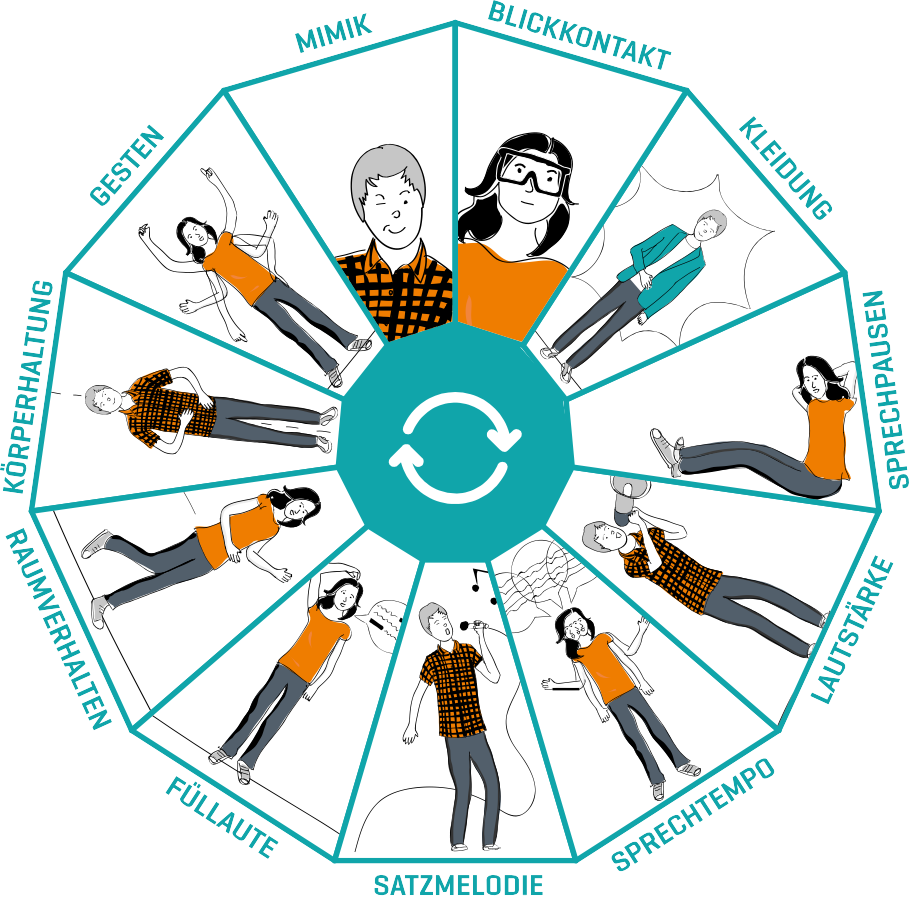 MIMIK
BLICKKONTAKT
KLEIDUNG
SPRECHPAUSEN
LAUTSTÄRKE
SPRECHTEMPO
SATZMELODIE
FÜLLAUTE
RAUMVERHALTEN
KÖRPERHALTUNG
GESTEN